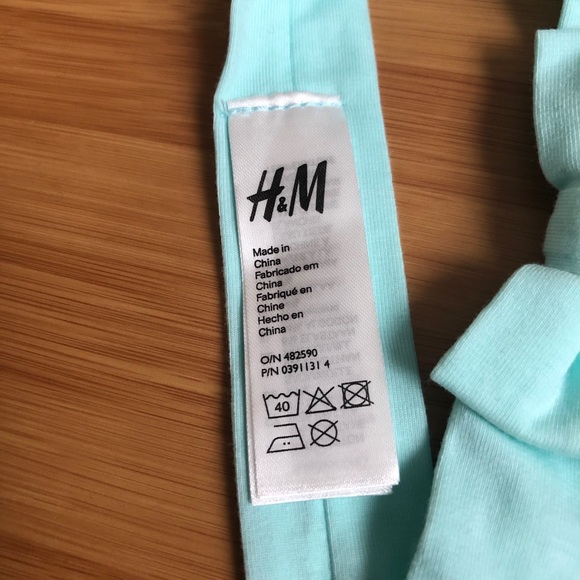 H&M
Made in
China
Fabricado em
China
Fabriqué en
Chine
Hecho en
China
O/N 482590
P/N 0391131 4
40